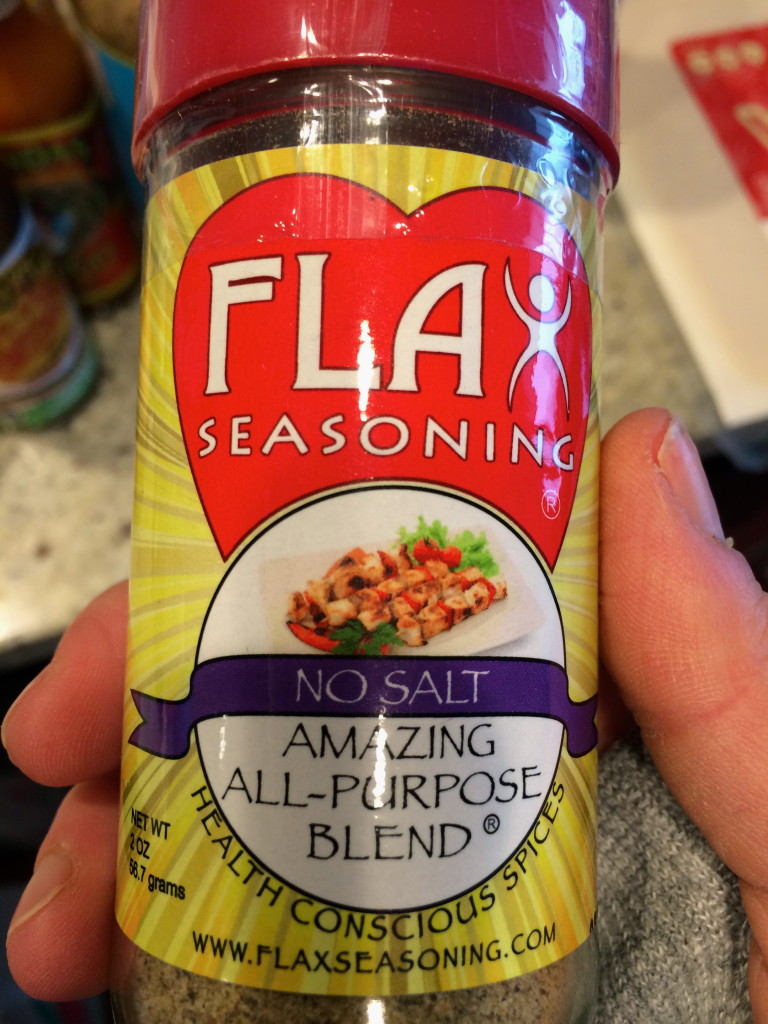 FLAX
SEASONING
®
NO SALT
AMAZING
ALL-PURPOSE
BLEND®
HEALTH CONSCIOUS SPICES
NET WT
2 OZ
56.7 grams
WWW.FLAXSEASONING.COM